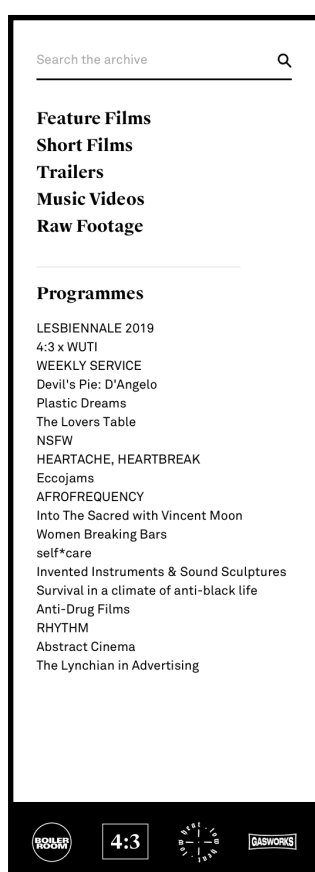 Search the archive
Feature Films
Short Films
Trailers
Music Videos
Raw Footage
Programmes
LESBIENNALE 2019
4:3 x WUTI
WEEKLY SERVICE
Devil's Pie: D'Angelo
Plastic Dreams
The Lovers Table
NSFW
HEARTACHE, HEARTBREAK
Eccojams
AFROFREQUENCY
Into The Sacred with Vincent Moon
Women Breaking Bars
self*care
Invented Instruments & Sound Sculptures
Survival in a climate of anti-black life
Anti-Drug Films
RHYTHM
Abstract Cinema
The Lynchian in Advertising
BOILER
ROOM
4:3
GASWORKS